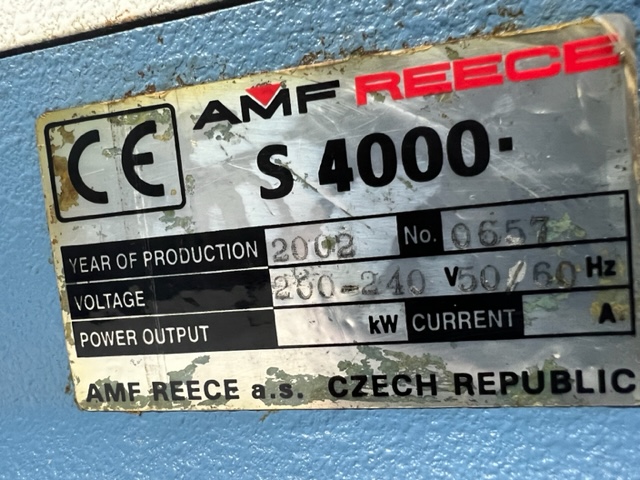 AMF REECE
CE
S 4000-
YEAR OF PRODUCTION 2002 No. 0657
VOLTAGE 230-240 V 50/60 Hz
POWER OUTPUT kW CURRENT A
AMF REECE a.s. CZECH REPUBLIC